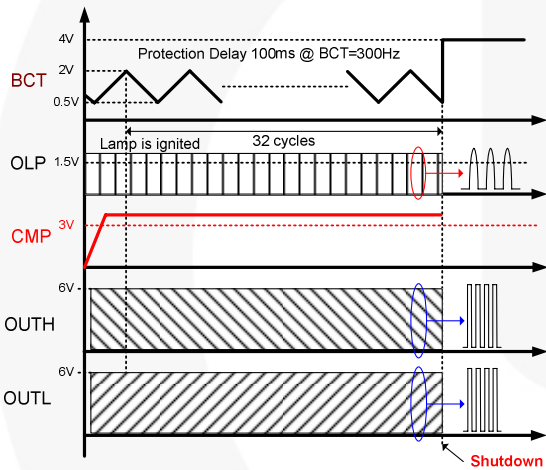 4V
Protection Delay 100ms @ BCT=300Hz
BCT
2V
0.5V
Lamp is ignited
32 cycles
OLP
1.5V
CMP
3V
6V
OUTH
6V
OUTL
Shutdown